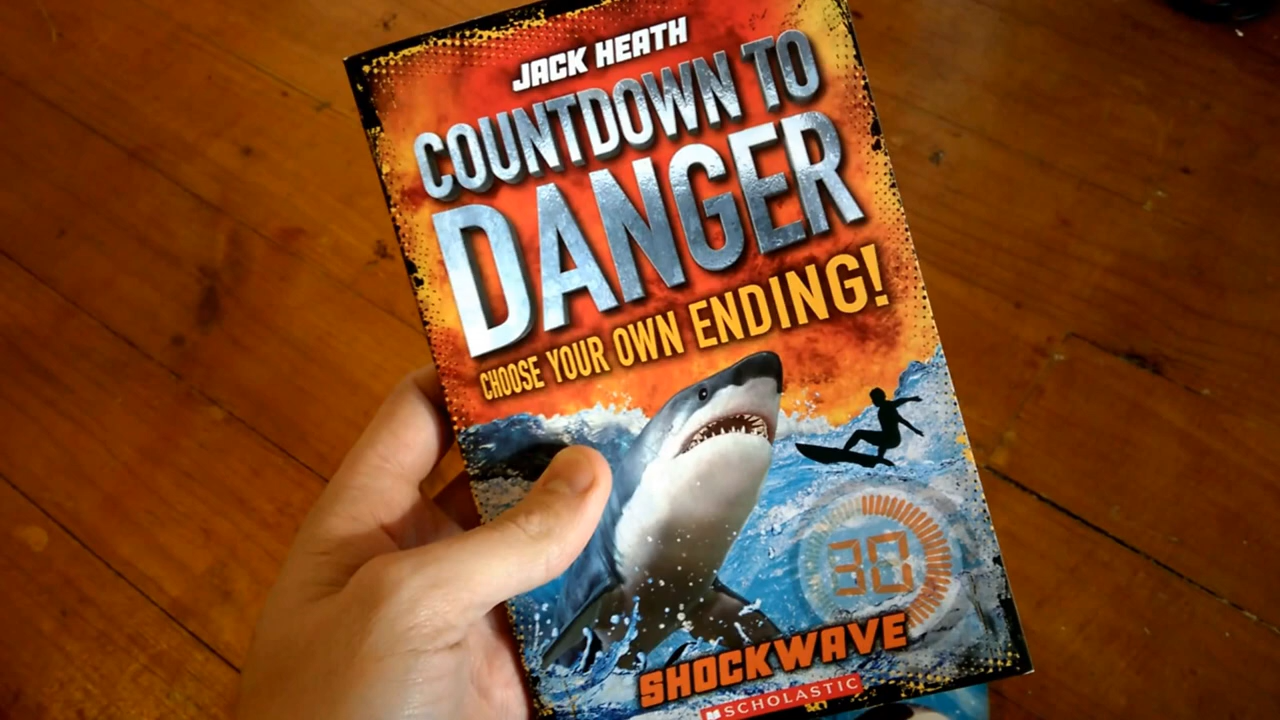 JACK HEATH
COUNTDOWN TO
DANGER
CHOOSE YOUR OWN ENDING!
30
SHOCKWAVE
SCHOLASTIC